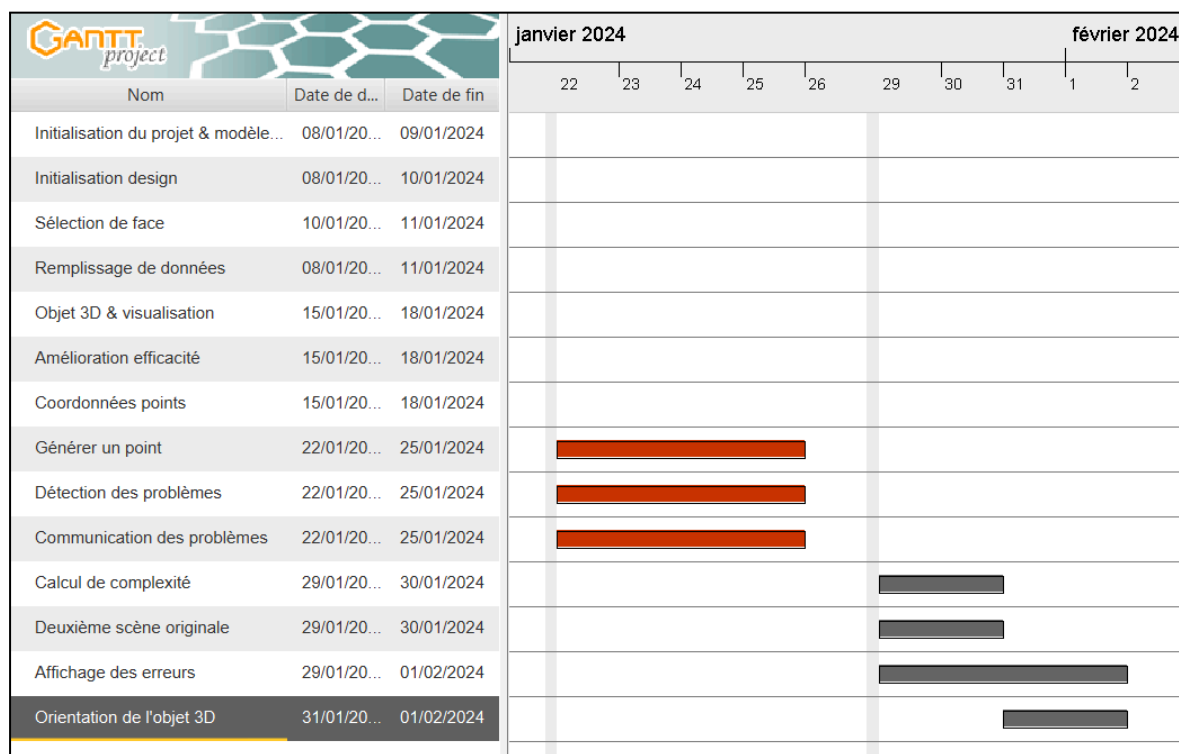 GANTT
project
janvier 2024 février 2024
22 23 24 25 26 29 30 31 1 2
Nom Date de d... Date de fin
Initialisation du projet & modèle... 08/01/20... 09/01/2024
Initialisation design 08/01/20... 10/01/2024
Sélection de face 10/01/20... 11/01/2024
Remplissage de données 08/01/20... 11/01/2024
Objet 3D & visualisation 15/01/20... 18/01/2024
Amélioration efficacité 15/01/20... 18/01/2024
Coordonnées points 15/01/20... 18/01/2024
Générer un point 22/01/20... 25/01/2024
Détection des problèmes 22/01/20... 25/01/2024
Communication des problèmes 22/01/20... 25/01/2024
Calcul de complexité 29/01/20... 30/01/2024
Deuxième scène originale 29/01/20... 30/01/2024
Affichage des erreurs 29/01/20... 01/02/2024
Orientation de l'objet 3D 31/01/20... 01/02/2024